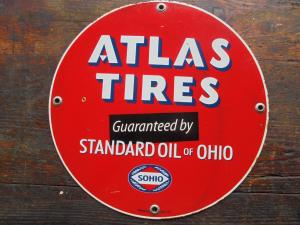 ATLAS
TIRES
Guaranteed by
STANDARD OIL OF OHIO
SOHIO